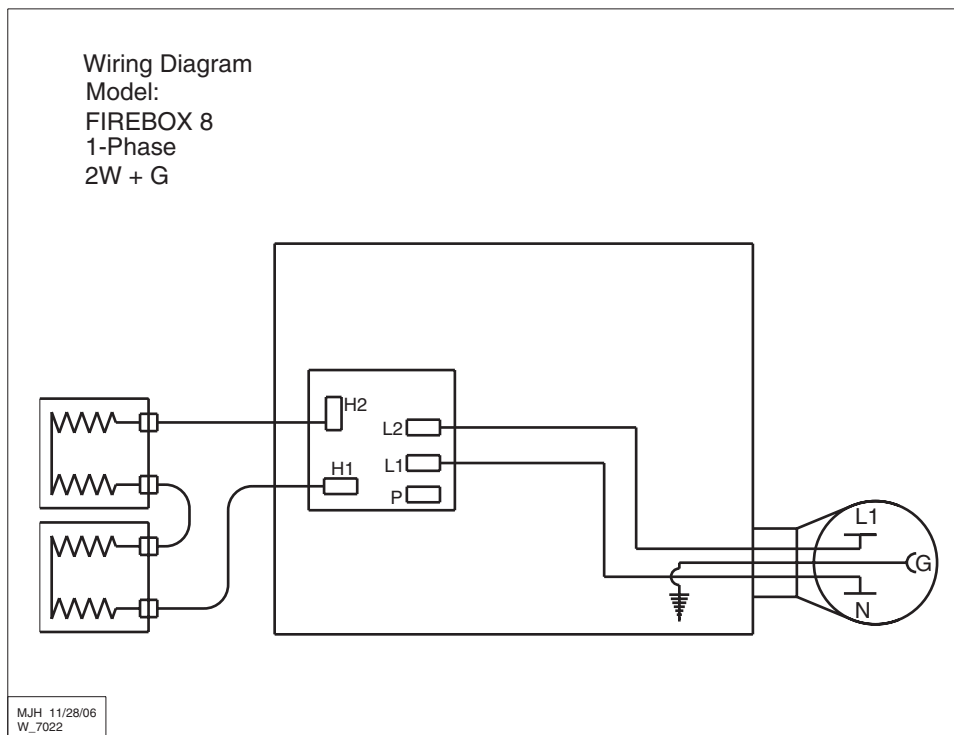 Wiring Diagram
Model:
FIREBOX 8
1-Phase
2W + G
H2
L2
H1
L1
P
L1
G
N
MJH 11/28/06
W_7022